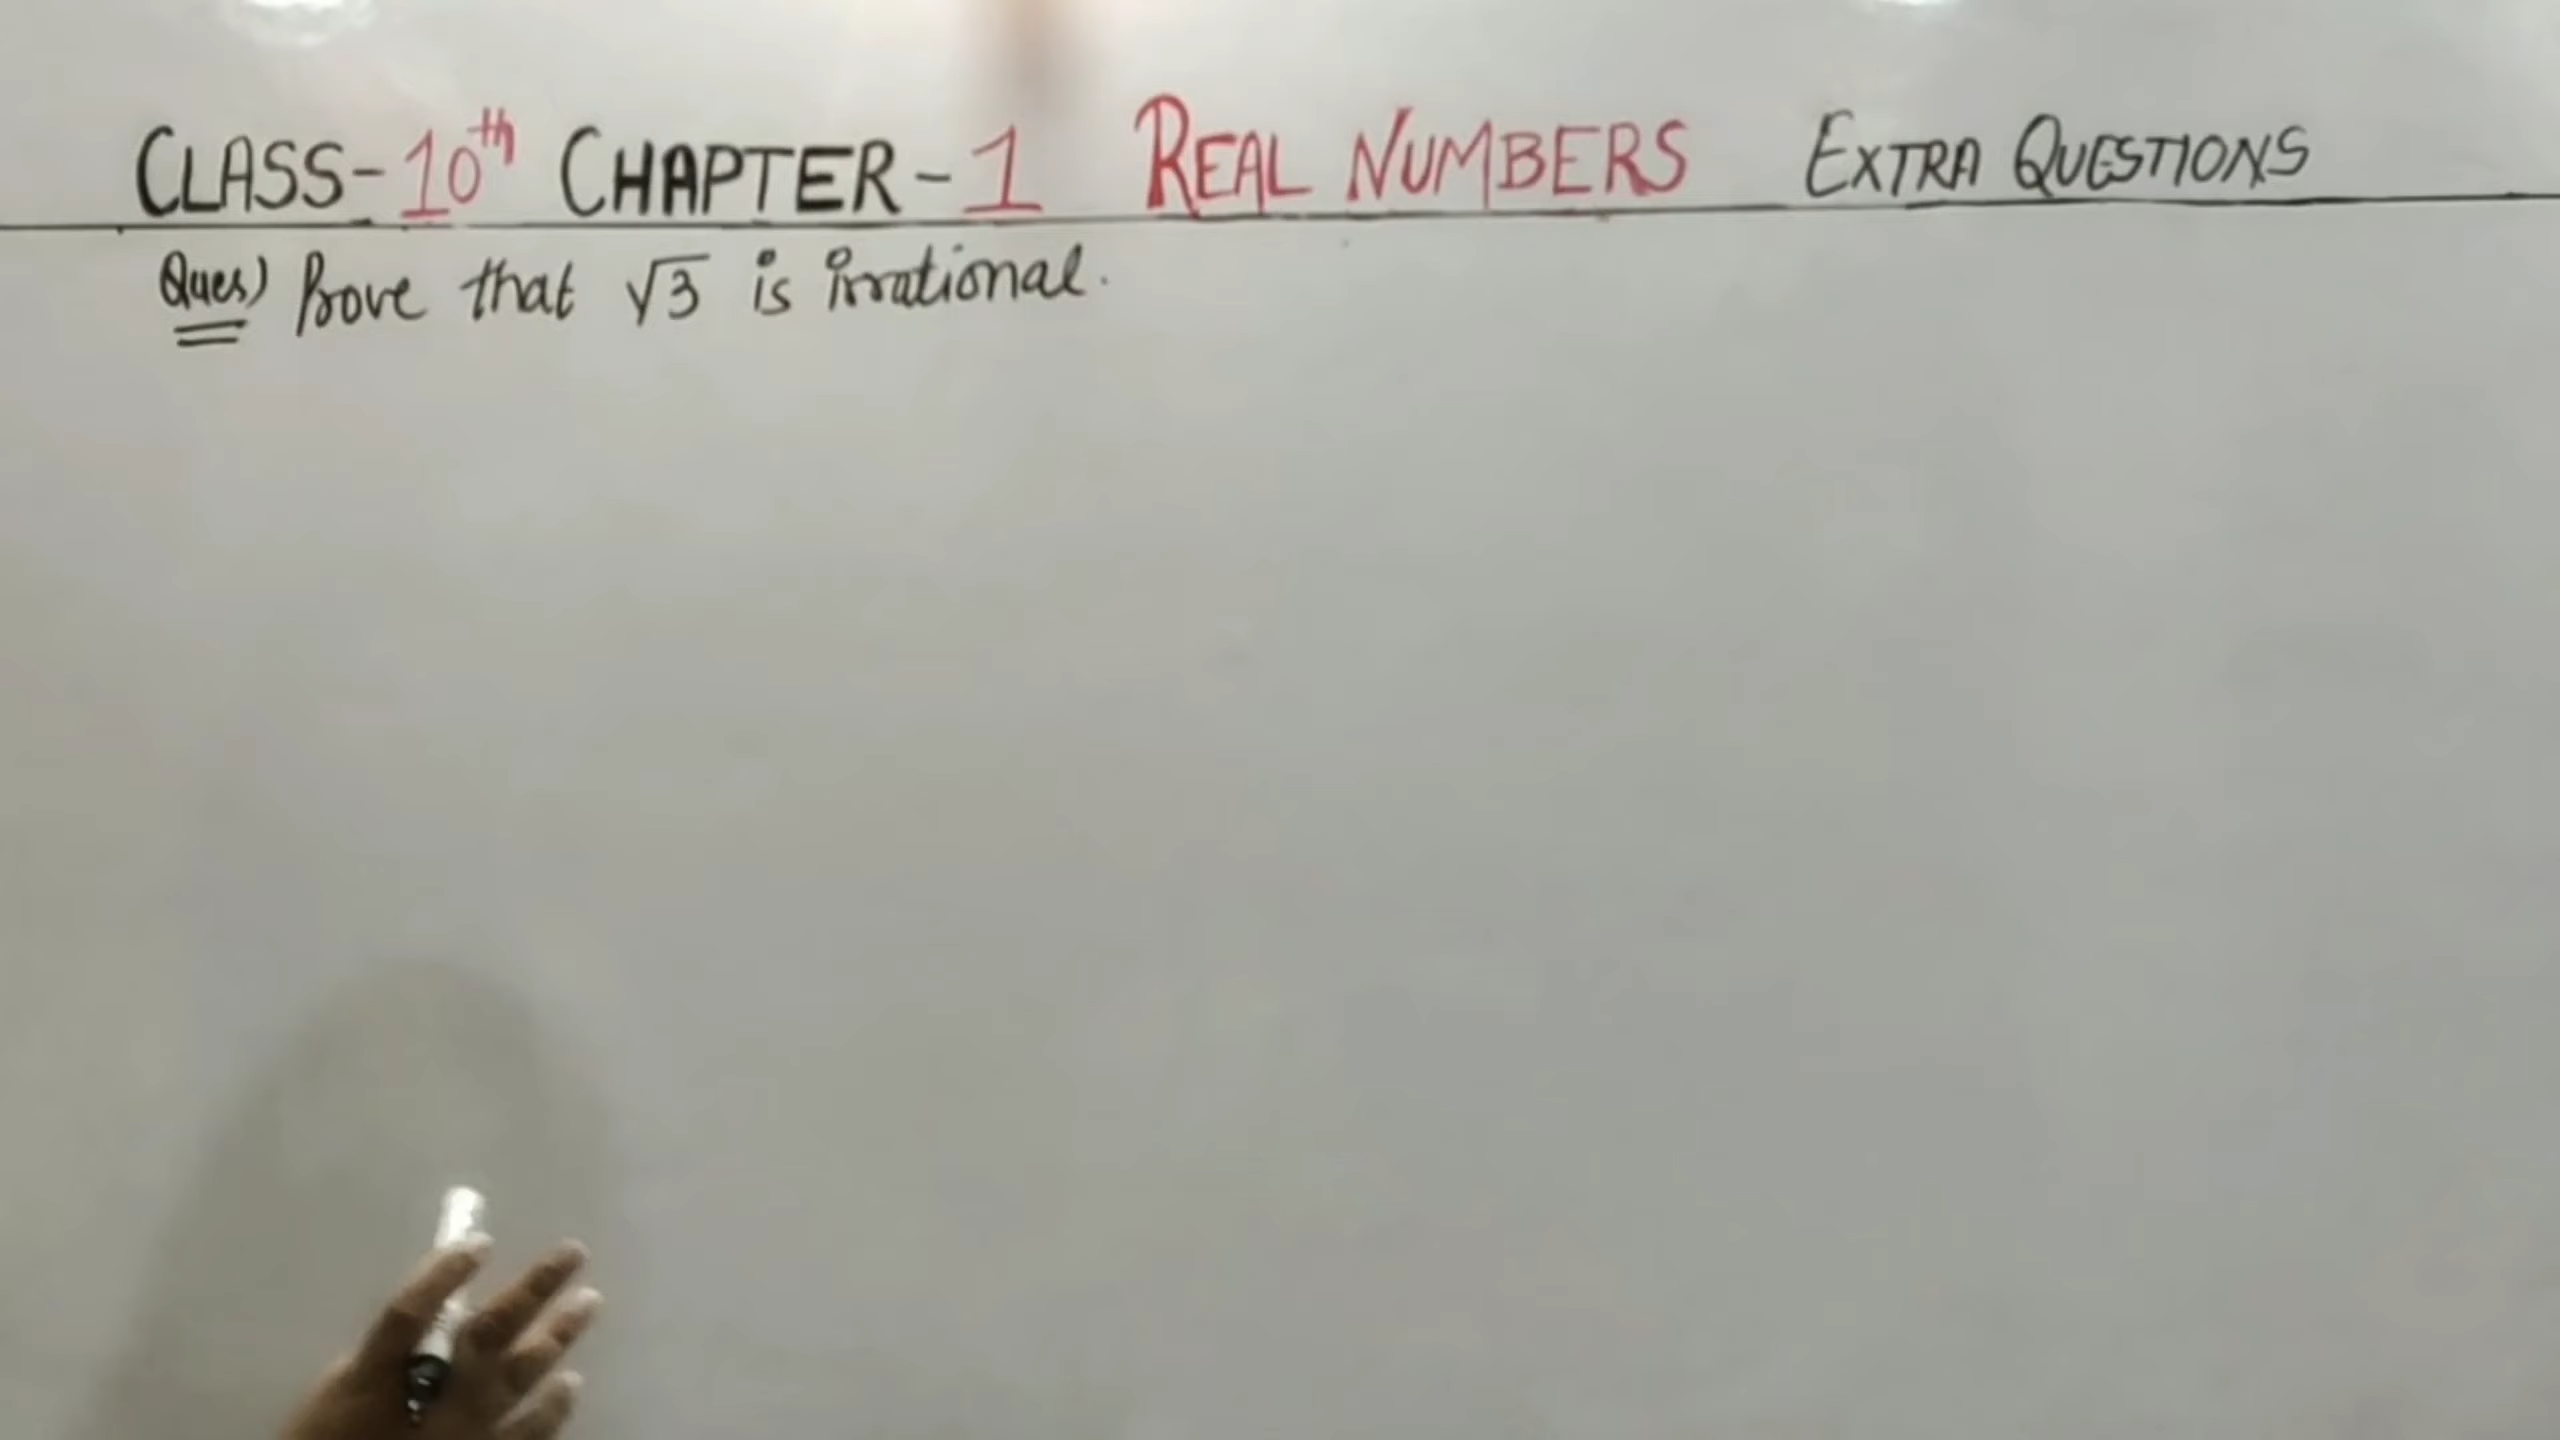 CLASS-10th CHAPTER-1 REAL NUMBERS EXTRA QUESTIONS
Ques) Prove that √3 is irrational.